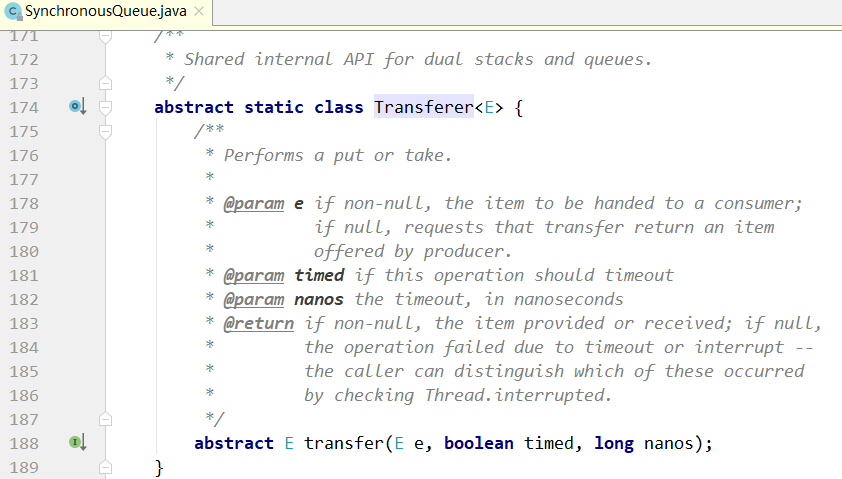 SynchronousQueue.java
171 /**
172 * Shared internal API for dual stacks and queues.
173 */
174 abstract static class Transferer<E> {
175 /**
176 * Performs a put or take.
177 *
178 * @param e if non-null, the item to be handed to a consumer;
179 * if null, requests that transfer return an item
180 * offered by producer.
181 * @param timed if this operation should timeout
182 * @param nanos the timeout, in nanoseconds
183 * @return if non-null, the item provided or received; if null,
184 * the operation failed due to timeout or interrupt --
185 * the caller can distinguish which of these occurred
186 * by checking Thread.interrupted.
187 */
188 abstract E transfer(E e, boolean timed, long nanos);
189 }